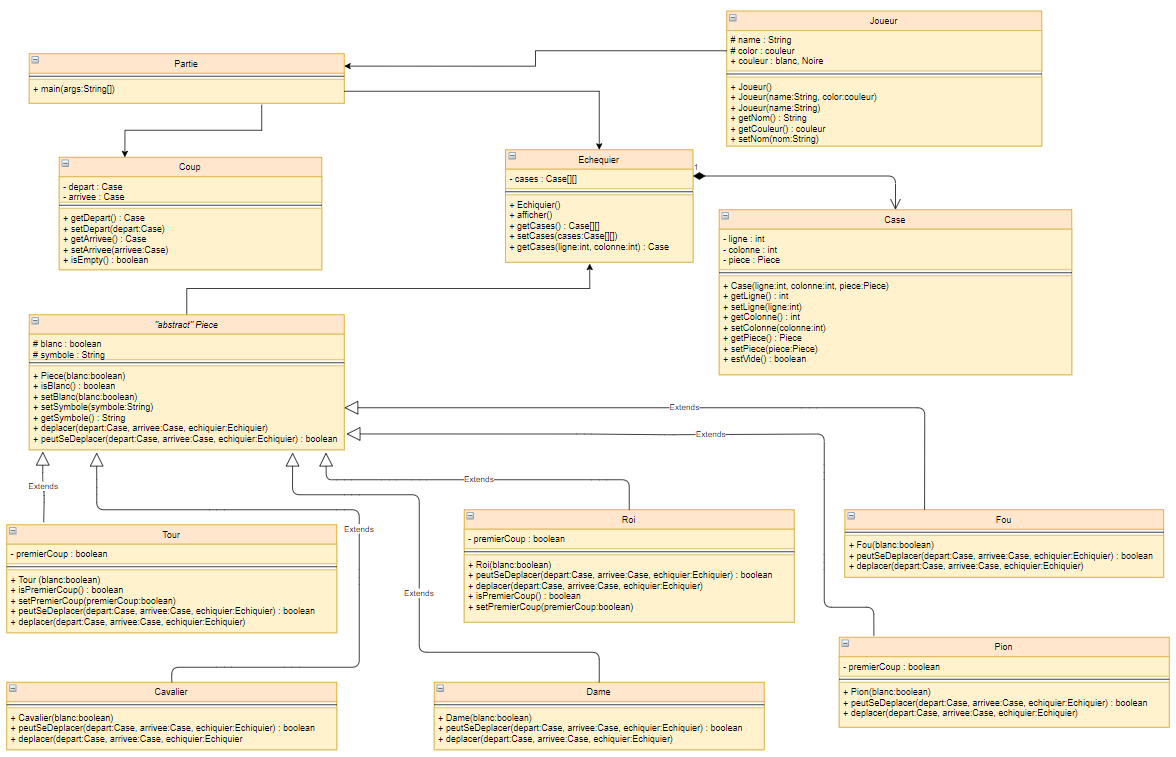 Joueur
# name : String
# color : couleur
+ couleur : blanc, Noire
+ Joueur()
+ Joueur(name:String, color:couleur)
+ Joueur(name:String)
+ getNom() : String
+ getCouleur() : couleur
+ setNom(nom:String)
Partie
+ main(args:String[])
Coup
- depart : Case
- arrivee : Case
+ getDepart() : Case
+ setDepart(depart:Case)
+ getArrivee() : Case
+ setArrivee(arrivee:Case)
+ isEmpty() : boolean
Echequier
- cases : Case[][]
+ Echiquier()
+ afficher()
+ getCases() : Case[][]
+ setCases(cases:Case[][])
+ getCases(ligne:int, colonne:int) : Case
1
Case
- ligne : int
- colonne : int
- piece : Piece
+ Case(ligne:int, colonne:int, piece:Piece)
+ getLigne() : int
+ setLigne(ligne:int)
+ getColonne() : int
+ setColonne(colonne:int)
+ getPiece() : Piece
+ setPiece(piece:Piece)
+ estVide() : boolean
"abstract" Piece
# blanc : boolean
# symbole : String
+ Piece(blanc:boolean)
+ isBlanc() : boolean
+ setBlanc(blanc:boolean)
+ setSymbole(symbole:String)
+ getSymbole() : String
+ deplacer(depart:Case, arrivee:Case, echiquier:Echiquier)
+ peutSeDeplacer(depart:Case, arrivee:Case, echiquier:Echiquier) : boolean
Extends
Extends
Extends
Extends
Extends
Extends
Tour
- premierCoup : boolean
+ Tour (blanc:boolean)
+ isPremierCoup() : boolean
+ setPremierCoup(premierCoup:boolean)
+ peutSeDeplacer(depart:Case, arrivee:Case, echiquier:Echiquier) : boolean
+ deplacer(depart:Case, arrivee:Case, echiquier:Echiquier)
Roi
- premierCoup : boolean
+ Roi(blanc:boolean)
+ peutSeDeplacer(depart:Case, arrivee:Case, echiquier:Echiquier) : boolean
+ deplacer(depart:Case, arrivee:Case, echiquier:Echiquier)
+ isPremierCoup() : boolean
+ setPremierCoup(premierCoup:boolean)
Fou
+ Fou(blanc:boolean)
+ peutSeDeplacer(depart:Case, arrivee:Case, echiquier:Echiquier) : boolean
+ deplacer(depart:Case, arrivee:Case, echiquier:Echiquier)
Pion
- premierCoup : boolean
+ Pion(blanc:boolean)
+ peutSeDeplacer(depart:Case, arrivee:Case, echiquier:Echiquier) : boolean
+ deplacer(depart:Case, arrivee:Case, echiquier:Echiquier)
Cavalier
+ Cavalier(blanc:boolean)
+ peutSeDeplacer(depart:Case, arrivee:Case, echiquier:Echiquier) : boolean
+ deplacer(depart:Case, arrivee:Case, echiquier:Echiquier
Dame
+ Dame(blanc:boolean)
+ peutSeDeplacer(depart:Case, arrivee:Case, echiquier:Echiquier) : boolean
+ deplacer(depart:Case, arrivee:Case, echiquier:Echiquier)